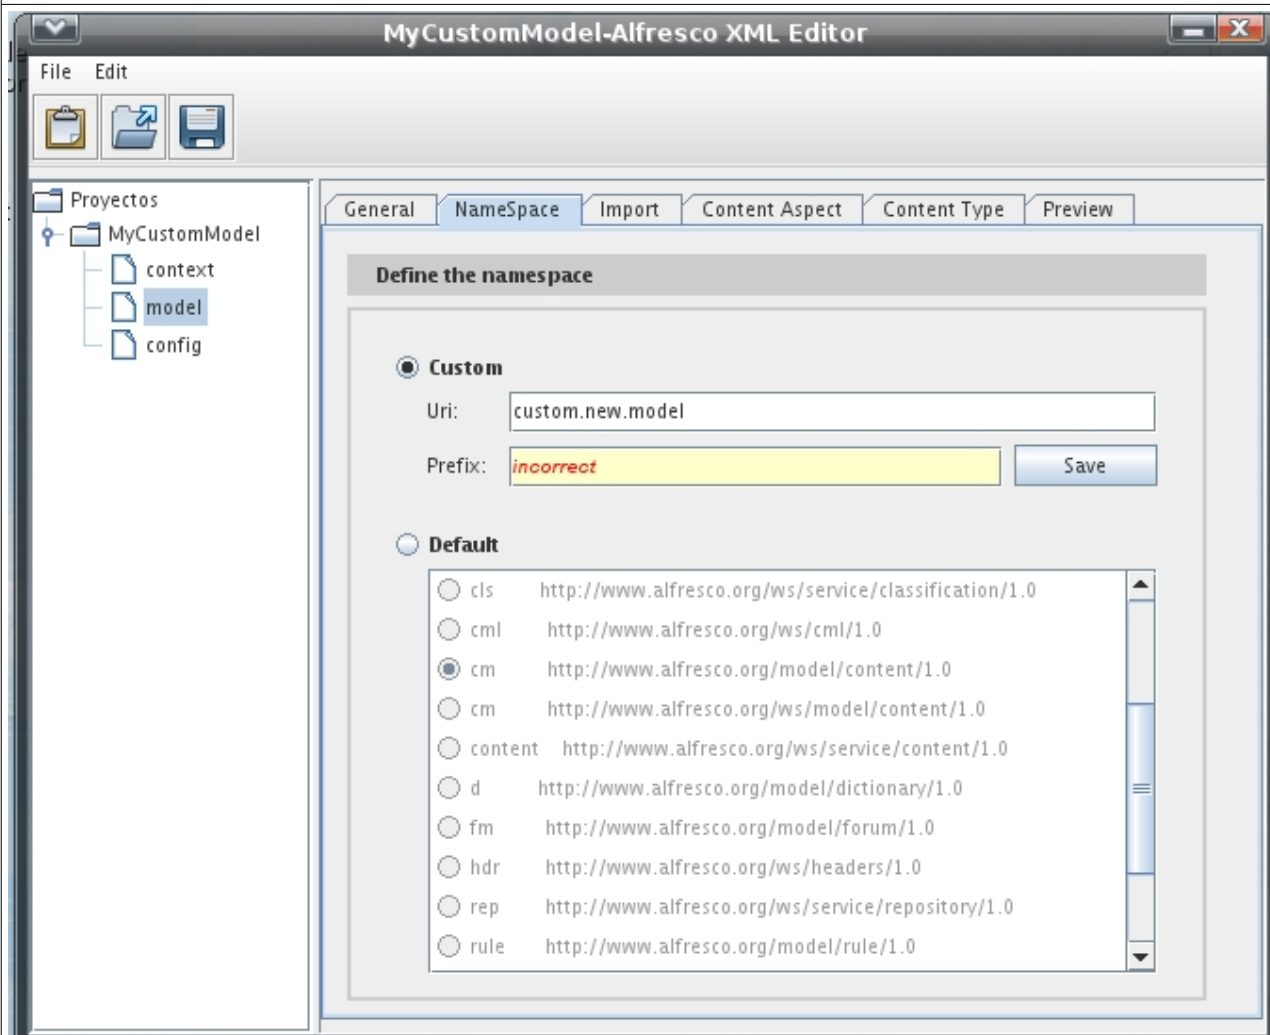 MyCustomModel-Alfresco XML Editor
File Edit
Proyectos
MyCustomModel
context
model
config
General NameSpace Import Content Aspect Content Type Preview
Define the namespace
Custom
Uri: custom.new.model
Prefix: incorrect Save
Default
cls http://www.alfresco.org/ws/service/classification/1.0
cml http://www.alfresco.org/ws/cml/1.0
cm http://www.alfresco.org/model/content/1.0
cm http://www.alfresco.org/ws/model/content/1.0
content http://www.alfresco.org/ws/service/content/1.0
d http://www.alfresco.org/model/dictionary/1.0
fm http://www.alfresco.org/model/forum/1.0
hdr http://www.alfresco.org/ws/headers/1.0
rep http://www.alfresco.org/ws/service/repository/1.0
rule http://www.alfresco.org/model/rule/1.0